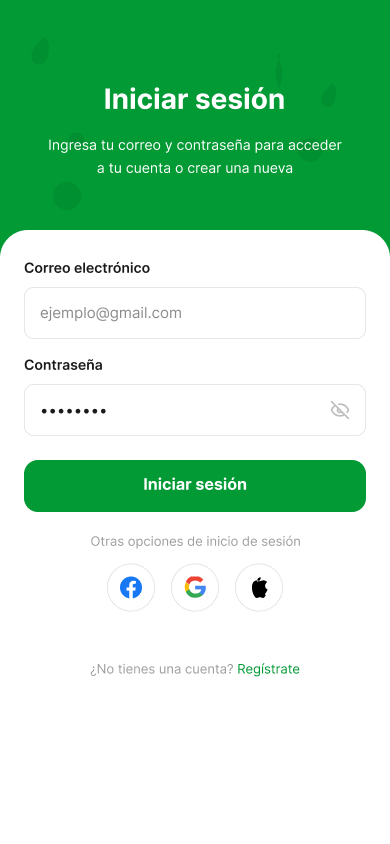 Iniciar sesión
Ingresa tu correo y contraseña para acceder
a tu cuenta o crear una nueva
Correo electrónico
ejemplo@gmail.com
Contraseña
••••••••
Iniciar sesión
Otras opciones de inicio de sesión
¿No tienes una cuenta? Regístrate